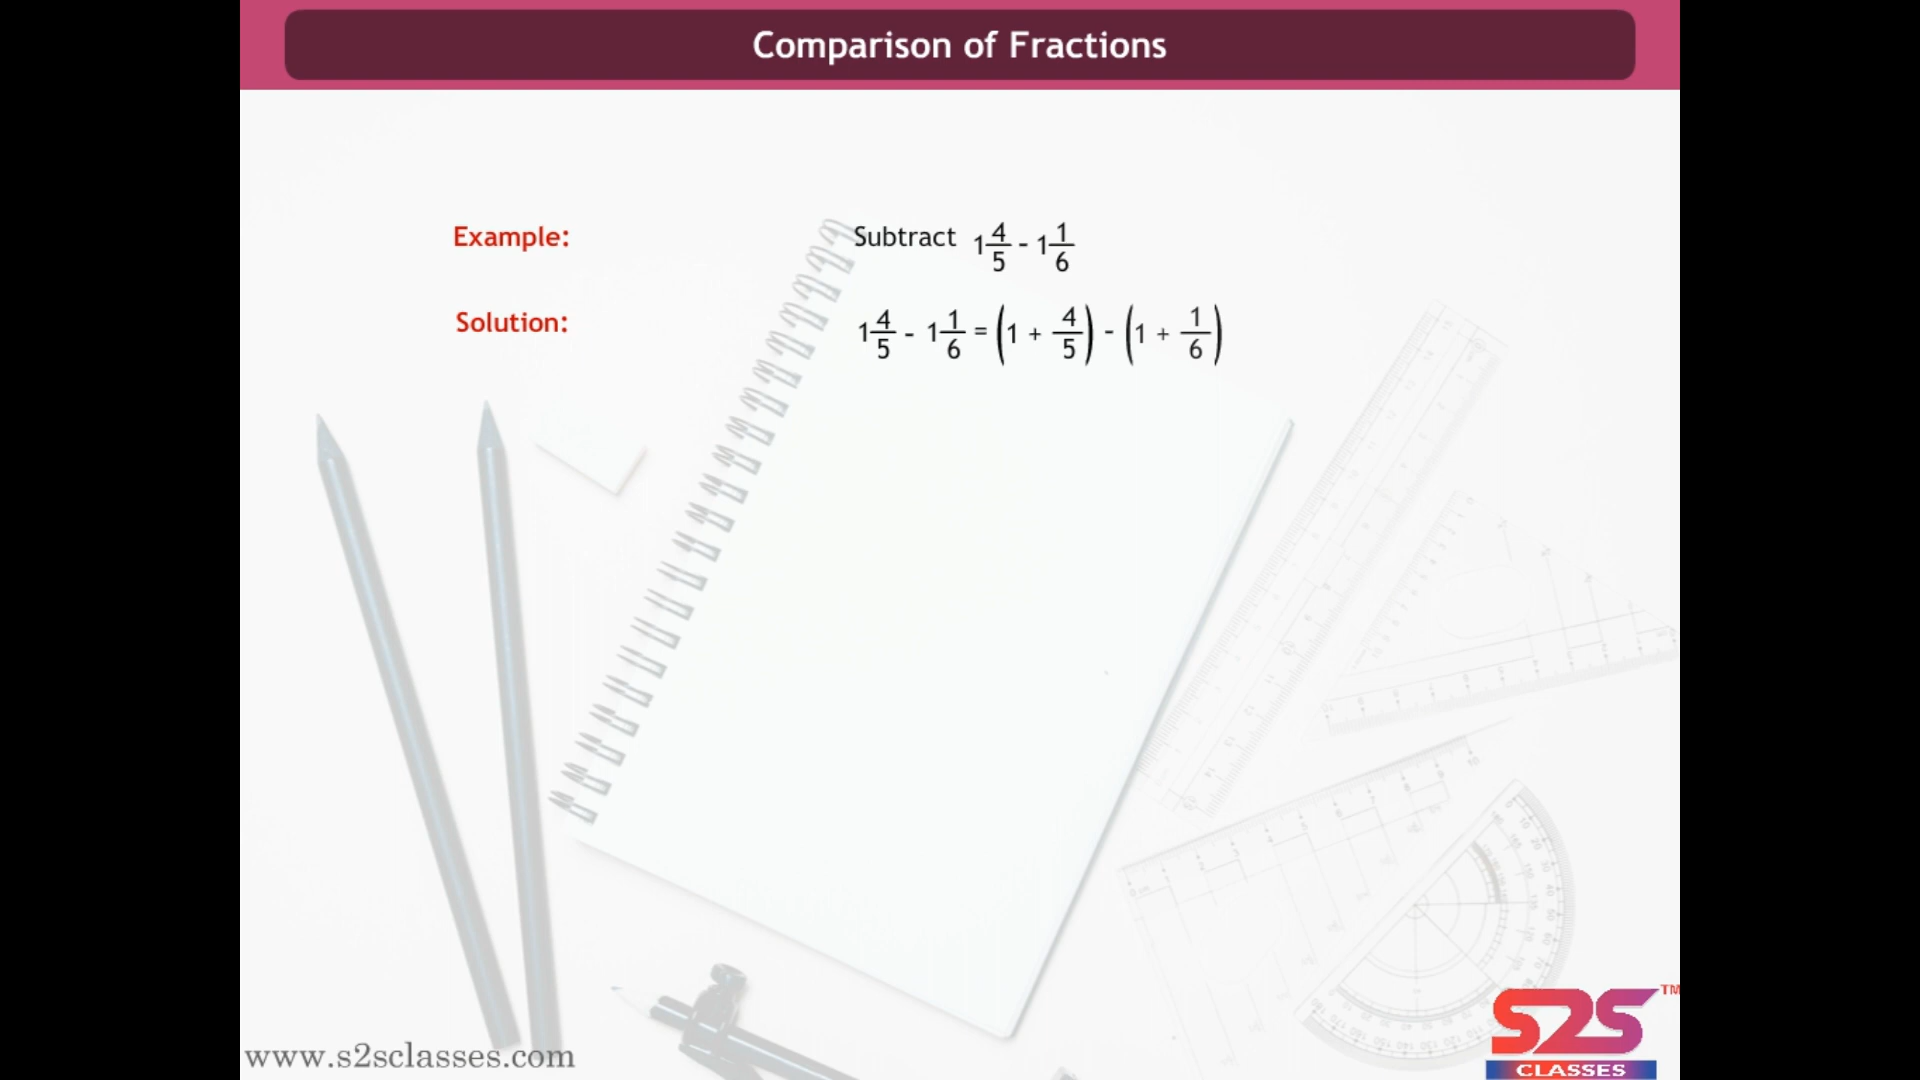 Comparison of Fractions
Example: Subtract 1 4/5 - 1 1/6
Solution: 1 4/5 - 1 1/6 = (1 + 4/5) - (1 + 1/6)
www.s2sclasses.com
S2S TM
CLASSES